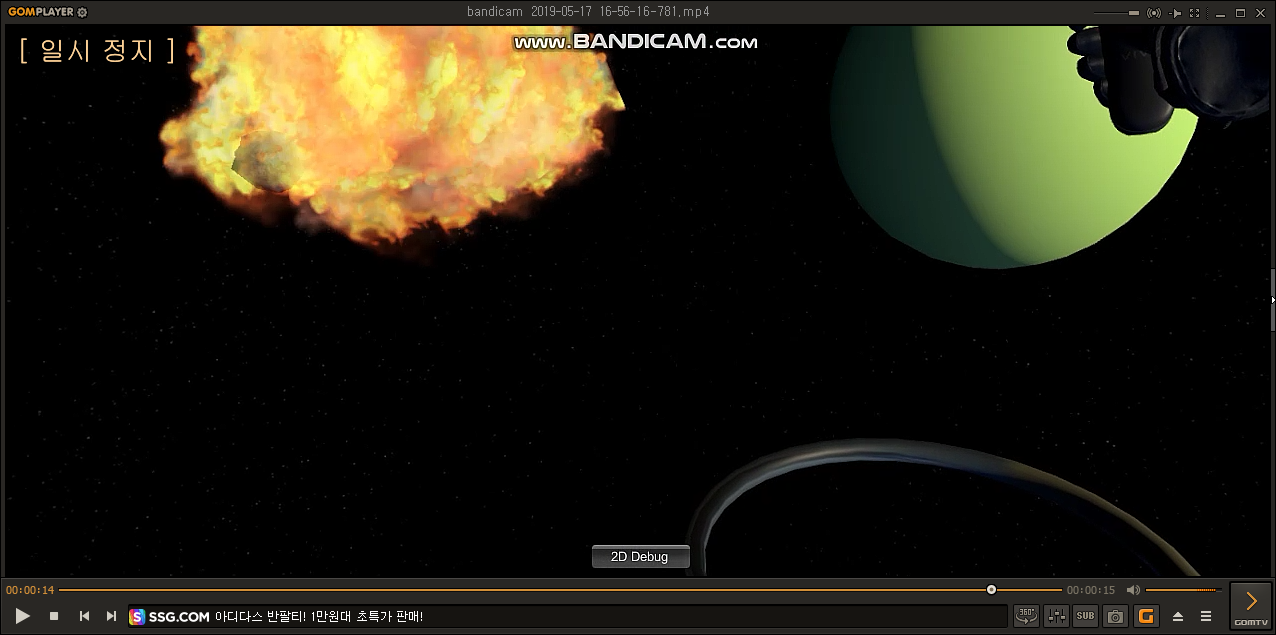 GOMPLAYER
bandicam 2019-05-17 16-56-16-781.mp4
[ 일시 정지 ]
www.BANDICAM.com
2D Debug
00:00:14
00:00:15
S SSG.COM 아디다스 반팔티! 1만원대 초특가 판매!
360°
SUB
G
GOMTV